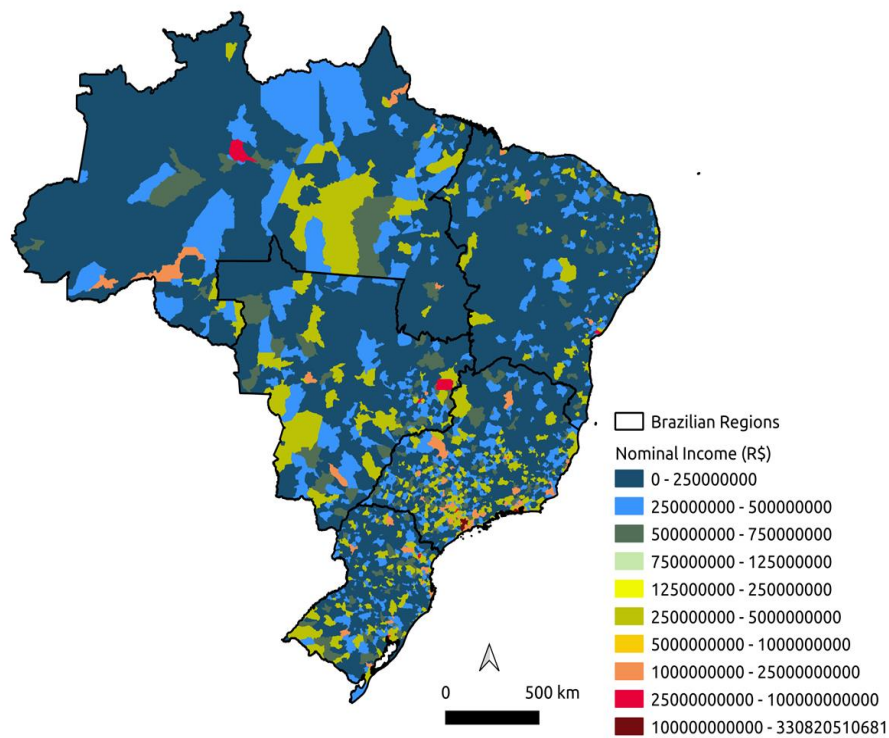 Brazilian Regions
Nominal Income (R$)
0 - 250000000
250000000 - 500000000
500000000 - 750000000
750000000 - 125000000
125000000 - 250000000
250000000 - 5000000000
5000000000 - 1000000000
1000000000 - 25000000000
25000000000 - 100000000000
100000000000 - 330820510681
0 500 km